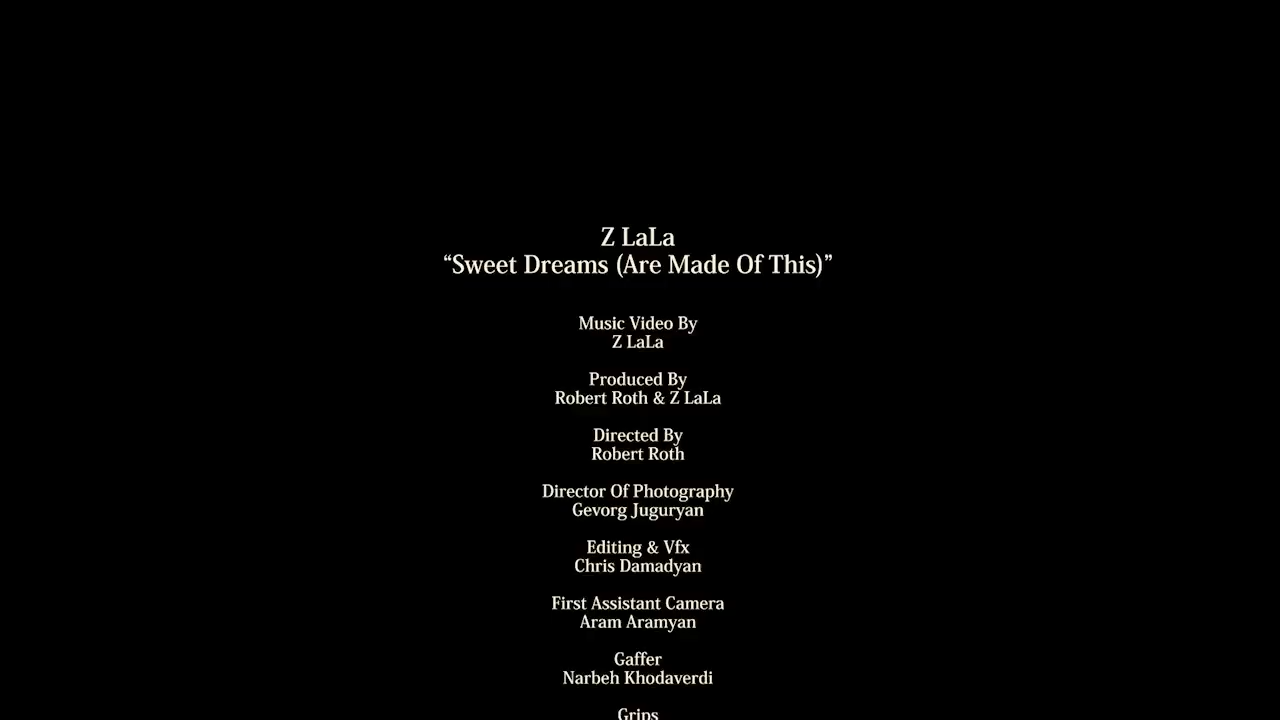 Z LaLa
“Sweet Dreams (Are Made Of This)”
Music Video By
Z LaLa
Produced By
Robert Roth & Z LaLa
Directed By
Robert Roth
Director Of Photography
Gevorg Juguryan
Editing & Vfx
Chris Damadyan
First Assistant Camera
Aram Aramyan
Gaffer
Narbeh Khodaverdi
Grips